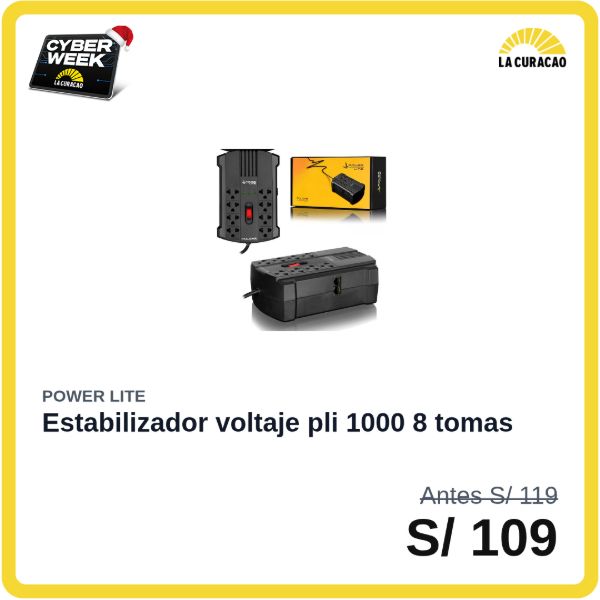 CYBER
WEEK
LA CURACAO
LA CURACAO
POWER LITE
Estabilizador voltaje pli 1000 8 tomas
Antes S/ 119
S/ 109